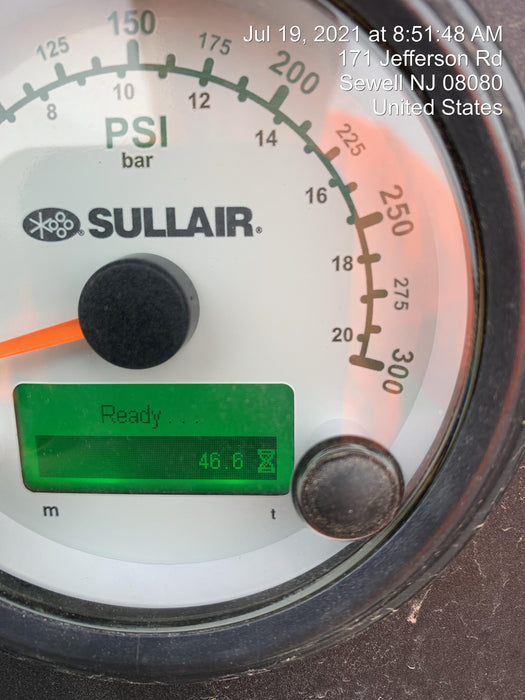 Jul 19, 2021 at 8:51:48 AM
171 Jefferson Rd
Sewell NJ 08080
United States
125
150
175
200
225
250
275
300
8
10
12
14
16
18
20
PSI
bar
SULLAIR®
Ready...
46.6
m
t